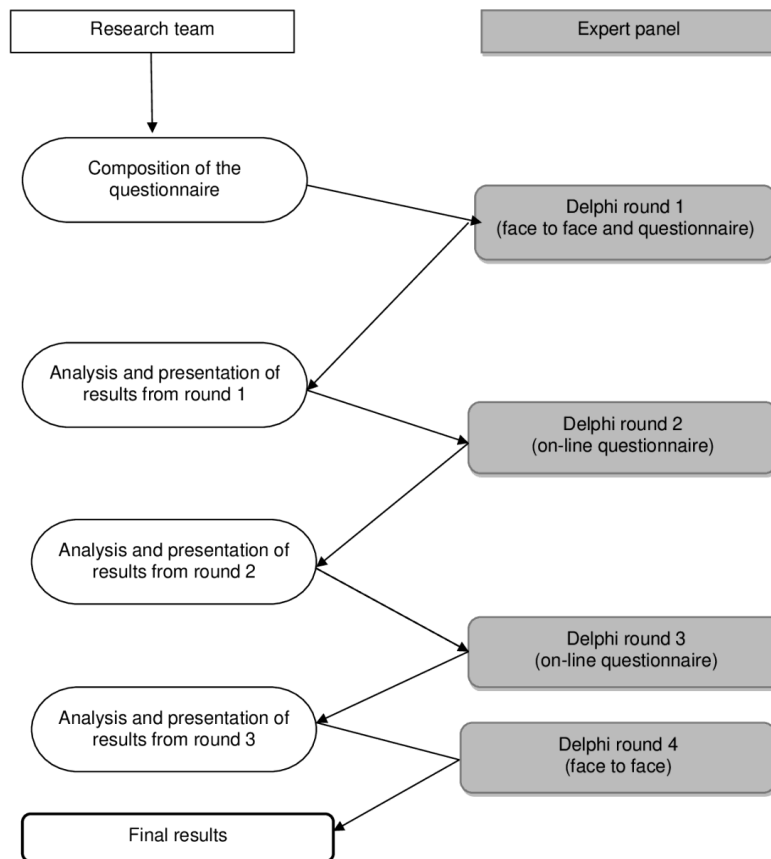 Research team
Expert panel
Composition of the
questionnaire
Delphi round 1
(face to face and questionnaire)
Analysis and presentation of
results from round 1
Delphi round 2
(on-line questionnaire)
Analysis and presentation of
results from round 2
Delphi round 3
(on-line questionnaire)
Analysis and presentation of
results from round 3
Delphi round 4
(face to face)
Final results